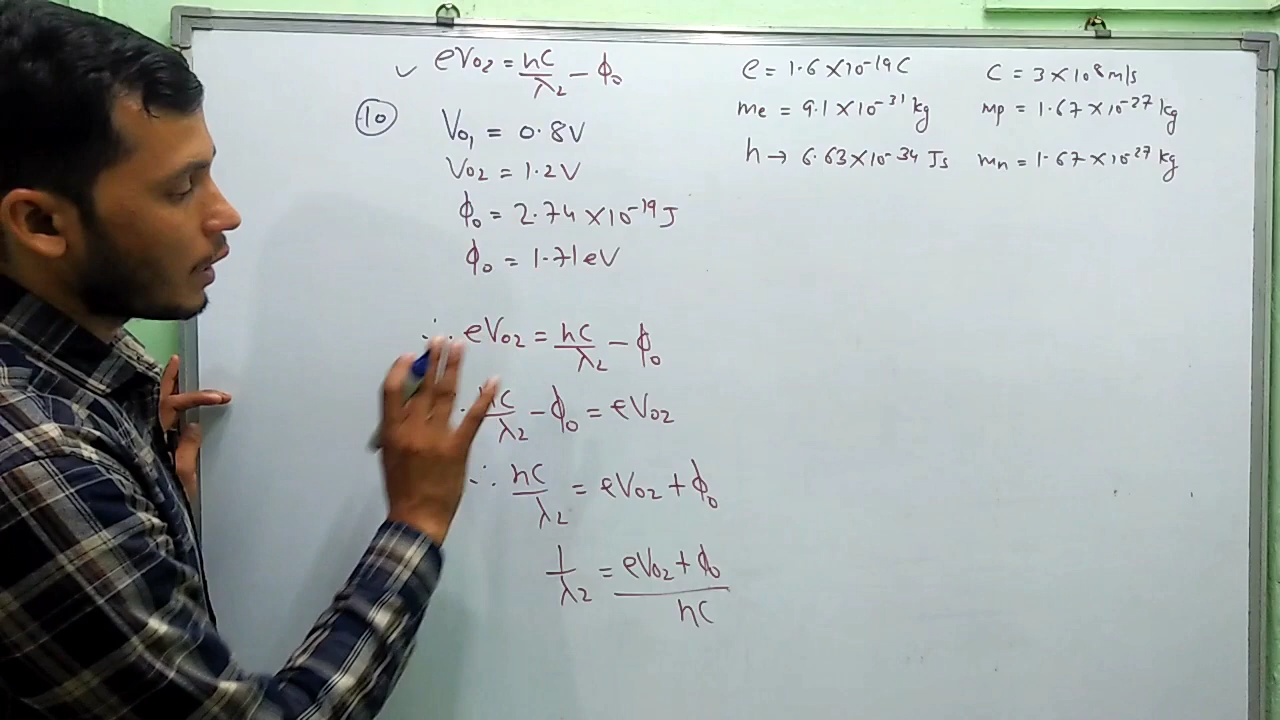 ✓ eV₀₂ = hC/λ₂ − ϕ₀
⑩ V₀₁ = 0.8V
V₀₂ = 1.2V
ϕ₀ = 2.74 × 10⁻¹⁹ J
ϕ₀ = 1.71 eV
∴ eV₀₂ = hC/λ₂ − ϕ₀
hC/λ₂ − ϕ₀ = eV₀₂
∴ hC/λ₂ = eV₀₂ + ϕ₀
1/λ₂ = (eV₀₂ + ϕ₀)/hC
e = 1.6 × 10⁻¹⁹ C
me = 9.1 × 10⁻³¹ kg
h → 6.63 × 10⁻³⁴ Js
C = 3 × 10⁸ m/s
mp = 1.67 × 10⁻²⁷ kg
mn = 1.67 × 10⁻²⁷ kg